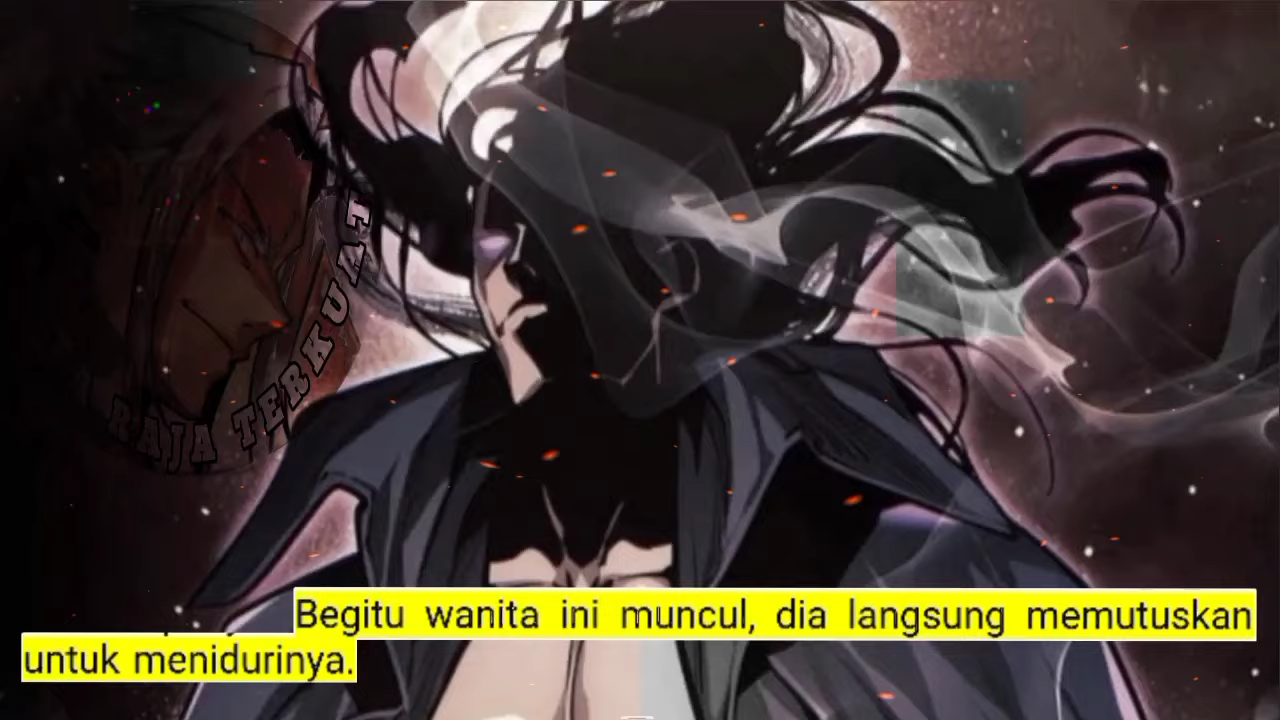 RAJA TERKUAT
Begitu wanita ini muncul, dia langsung memutuskan
untuk menidurinya.